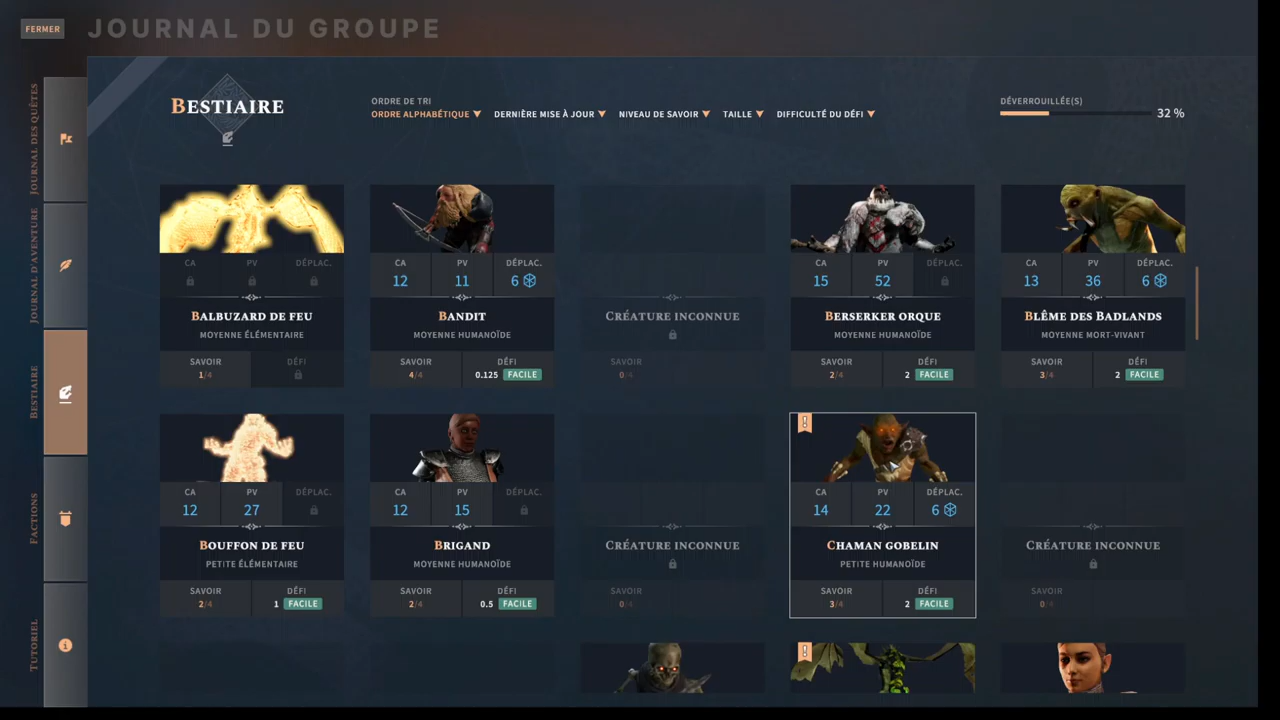 FERMER
JOURNAL DU GROUPE
JOURNAL DES QUÊTES
JOURNAL D'AVENTURE
BESTIAIRE
FACTIONS
TUTORIEL
BESTIAIRE
ORDRE DE TRI
ORDRE ALPHABÉTIQUE DERNIÈRE MISE À JOUR NIVEAU DE SAVOIR TAILLE DIFFICULTÉ DU DÉFI
DÉVERROUILLÉE(S)
32 %
CA PV DÉPLAC.
BALBUZARD DE FEU
MOYENNE ÉLÉMENTAIRE
SAVOIR DÉFI
1/4
CA PV DÉPLAC.
12 11 6
BANDIT
MOYENNE HUMANOÏDE
SAVOIR DÉFI
4/4 0.125 FACILE
CRÉATURE INCONNUE
SAVOIR
0/4
CA PV DÉPLAC.
15 52
BERSERKER ORQUE
MOYENNE HUMANOÏDE
SAVOIR DÉFI
2/4 2 FACILE
CA PV DÉPLAC.
13 36 6
BLÊME DES BADLANDS
MOYENNE MORT-VIVANT
SAVOIR DÉFI
3/4 2 FACILE
CA PV DÉPLAC.
12 27
BOUFFON DE FEU
PETITE ÉLÉMENTAIRE
SAVOIR DÉFI
2/4 1 FACILE
CA PV DÉPLAC.
12 15
BRIGAND
MOYENNE HUMANOÏDE
SAVOIR DÉFI
2/4 0.5 FACILE
CRÉATURE INCONNUE
SAVOIR
0/4
!
CA PV DÉPLAC.
14 22 6
CHAMAN GOBELIN
PETITE HUMANOÏDE
SAVOIR DÉFI
3/4 2 FACILE
CRÉATURE INCONNUE
SAVOIR
0/4
!